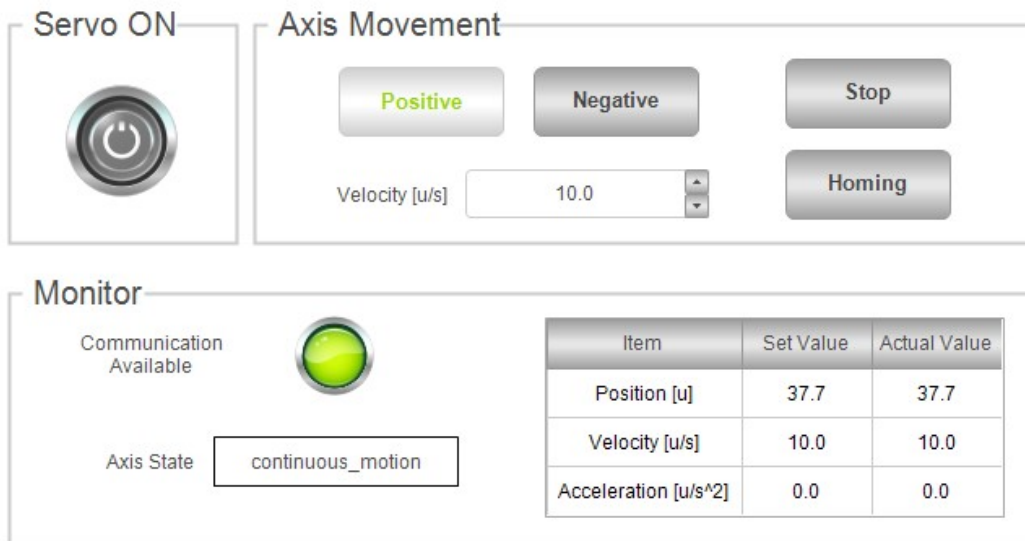 Servo ON
Axis Movement
Positive
Negative
Stop
Velocity [u/s]
10.0
Homing
Monitor
Communication
Available
Axis State
continuous_motion
Item Set Value Actual Value
Position [u] 37.7 37.7
Velocity [u/s] 10.0 10.0
Acceleration [u/s^2] 0.0 0.0